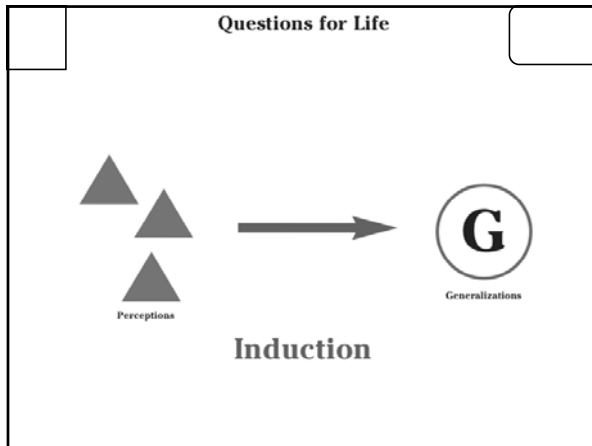 Questions for Life
G
Generalizations
Perceptions
Induction